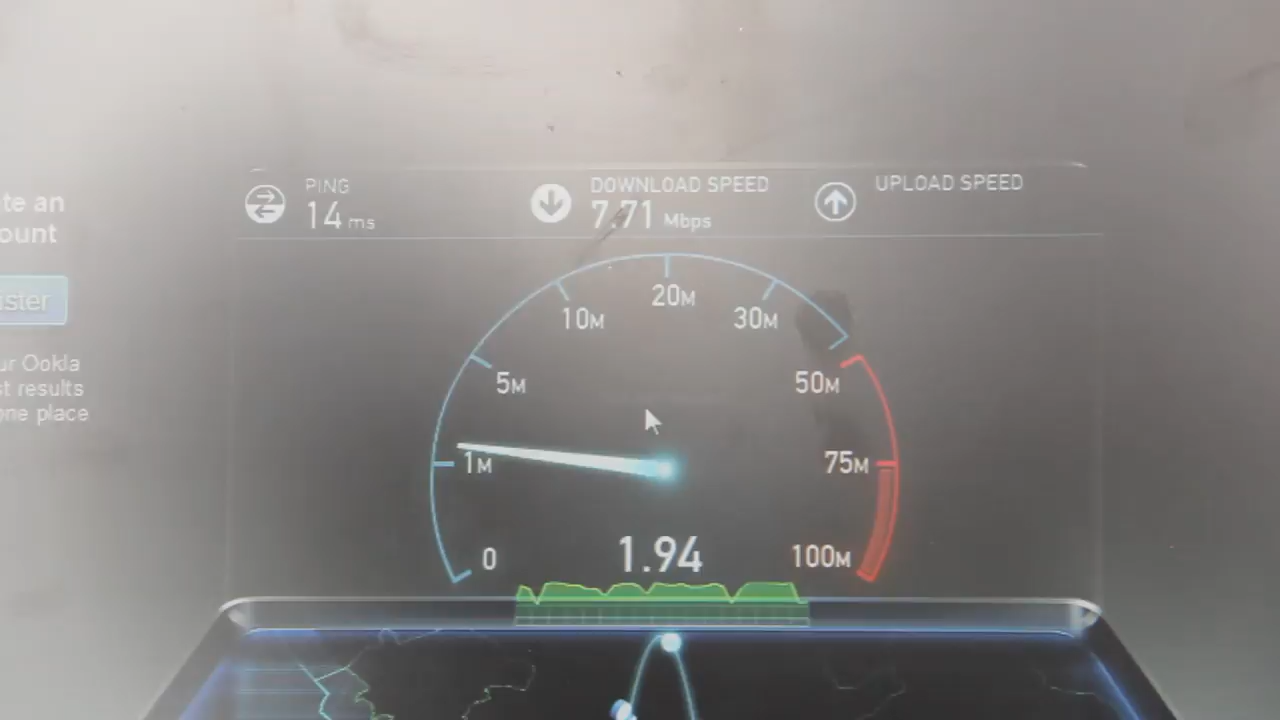 te an
ount
ister
ur Ookla
st results
one place
PING
14 ms
DOWNLOAD SPEED
7.71 Mbps
UPLOAD SPEED
0
1M
5M
10M
20M
30M
50M
75M
100M
1.94